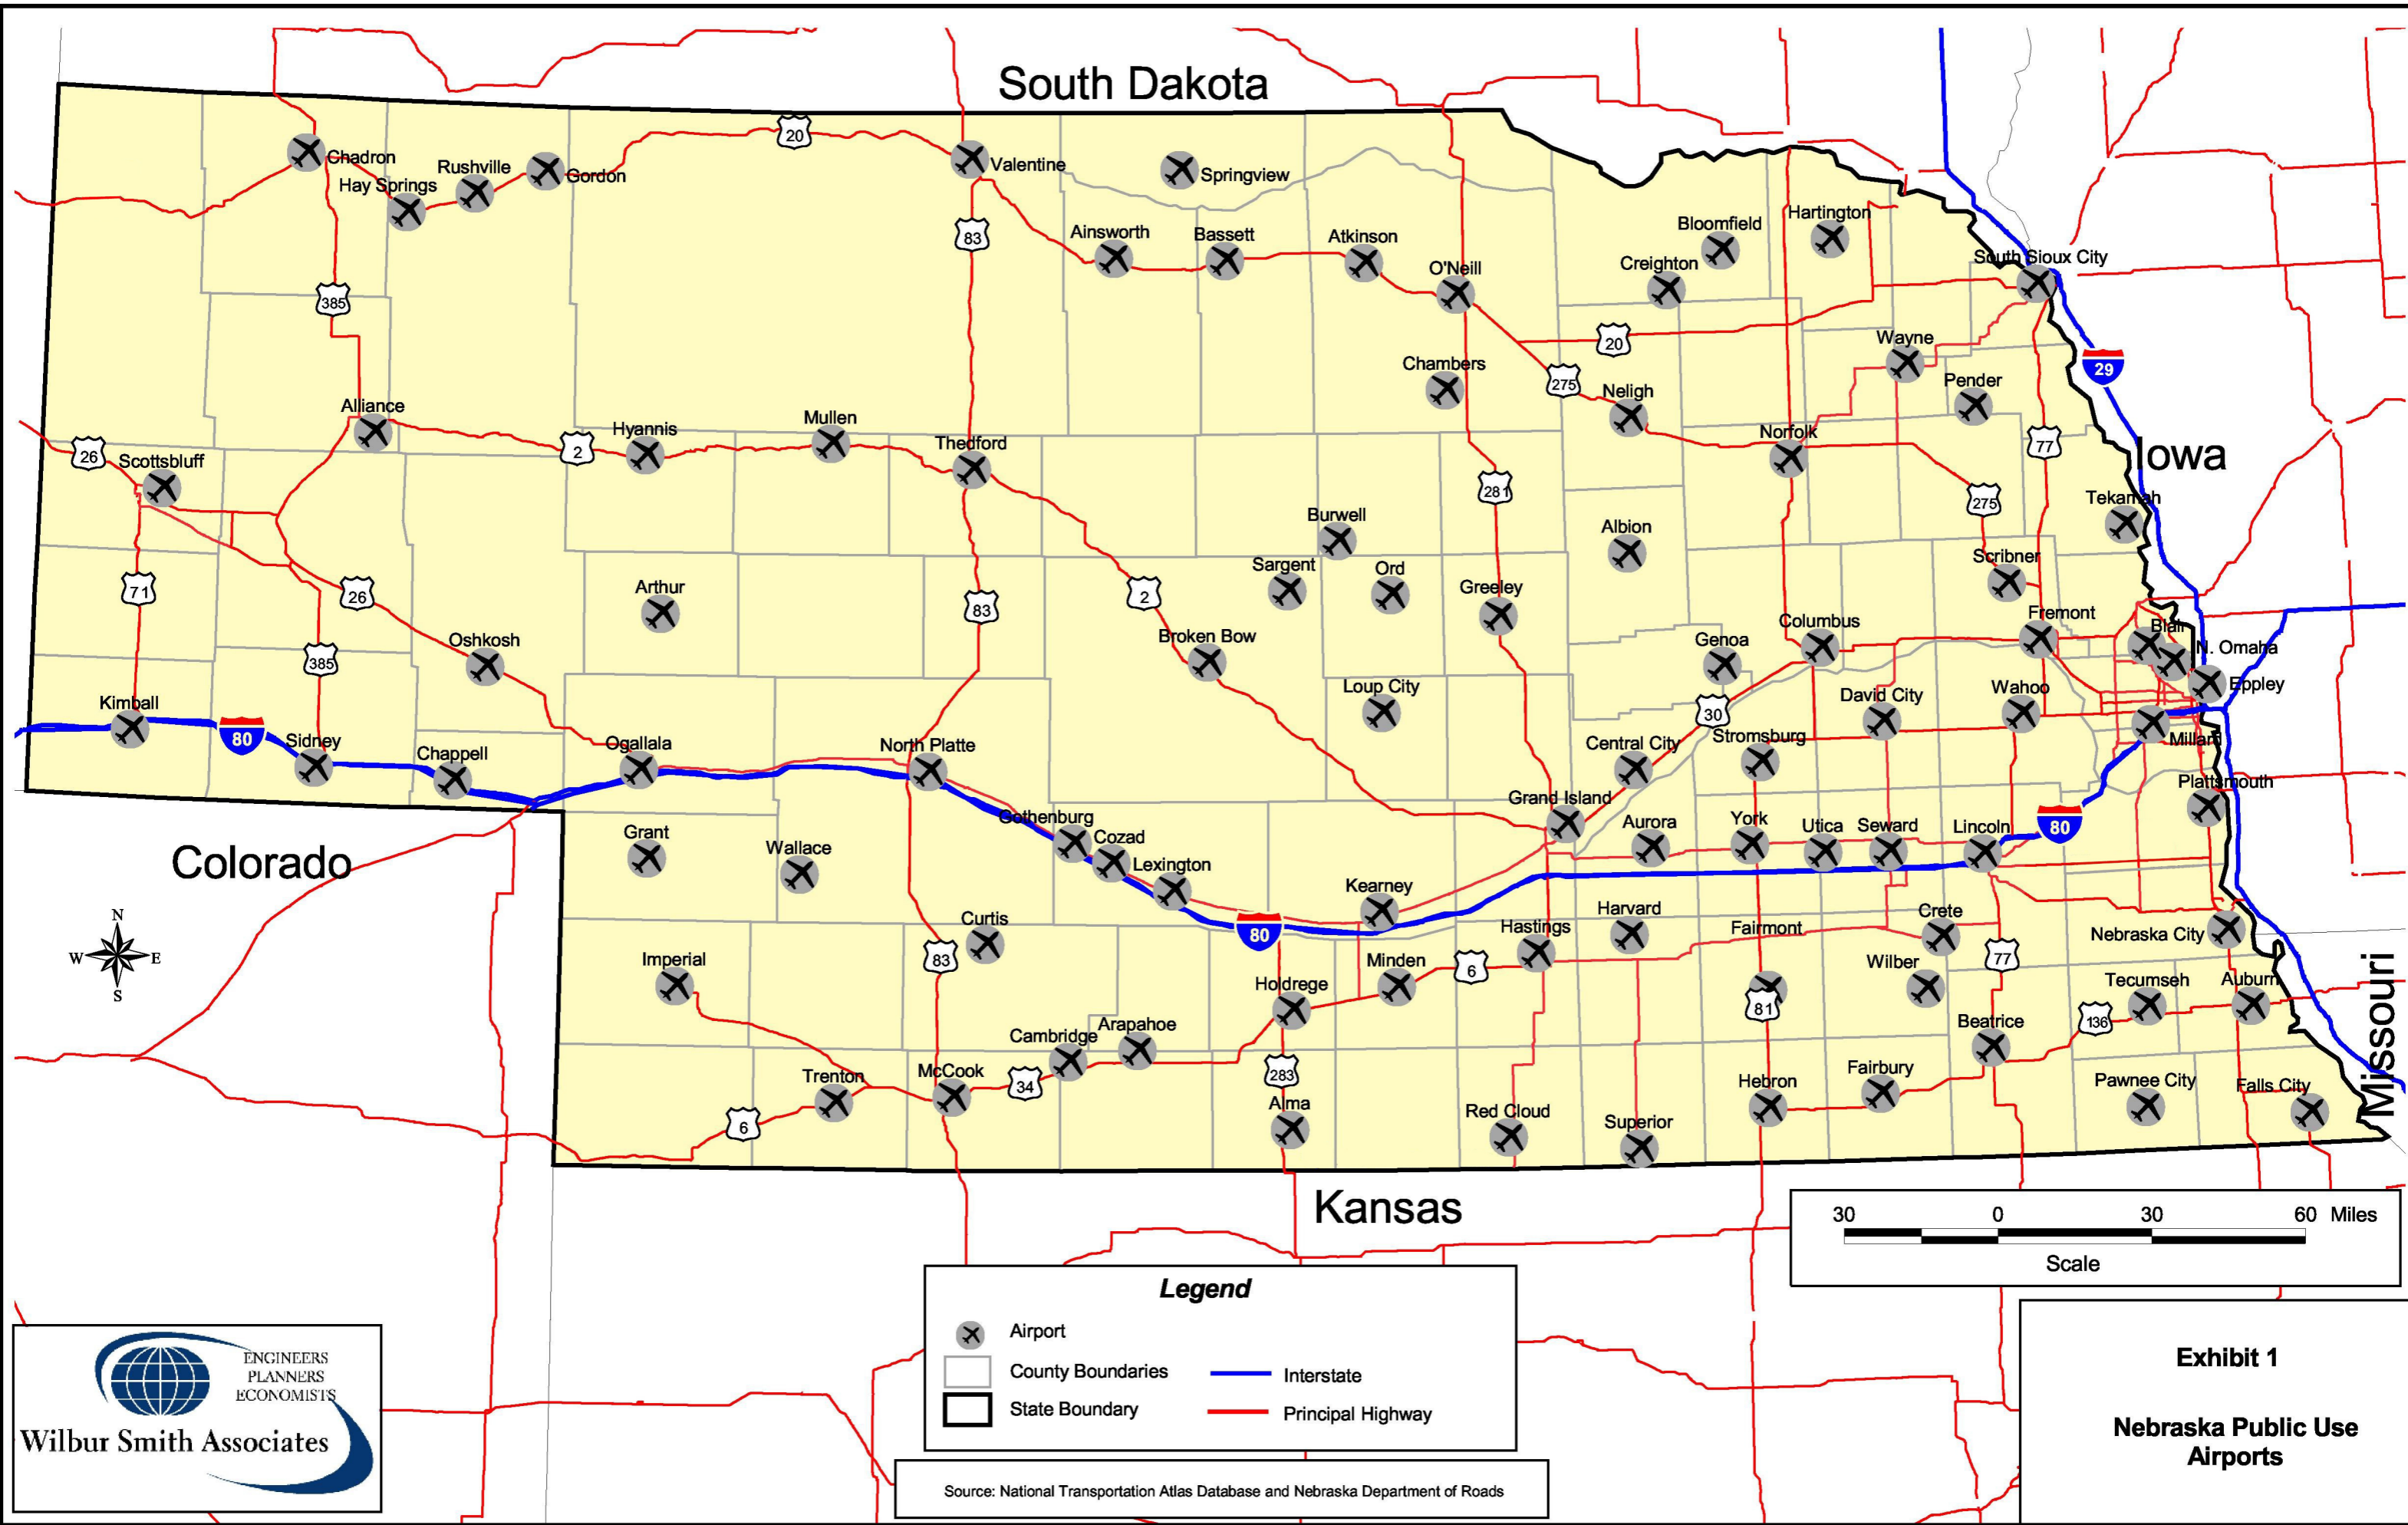 South Dakota
20
Chadron
Rushville
Gordon
Hay Springs
Valentine
Springview
83
Ainsworth
Bassett
Atkinson
O'Neill
Bloomfield
Hartington
Creighton
South Sioux City
385
20
Wayne
29
Chambers
275
Neligh
Pender
Alliance
Hyannis
Mullen
Thedford
Norfolk
77
Iowa
26
Scottsbluff
2
281
275
Tekamah
Burwell
Albion
Scribner
71
26
Arthur
83
2
Sargent
Ord
Greeley
Fremont
Oshkosh
385
Broken Bow
Genoa
Columbus
Blair
N. Omaha
Eppley
Loup City
30
David City
Wahoo
Kimball
80
Sidney
Chappell
Ogallala
North Platte
Central City
Stromsburg
Millard
Plattsmouth
Grand Island
Gothenburg
Cozad
Lexington
Aurora
York
Utica
Seward
Lincoln
80
Colorado
Grant
Wallace
Kearney
Curtis
80
Hastings
Harvard
Fairmont
Crete
Nebraska City
N
W
E
S
Imperial
83
Holdrege
Minden
6
81
Wilber
77
Tecumseh
Auburn
136
Missouri
Cambridge
Arapahoe
Beatrice
Trenton
McCook
34
283
Hebron
Fairbury
Pawnee City
Falls City
6
Alma
Red Cloud
Superior
Kansas
30 0 30 60 Miles
Scale
Legend
Airport
County Boundaries
Interstate
State Boundary
Principal Highway
Source: National Transportation Atlas Database and Nebraska Department of Roads
ENGINEERS
PLANNERS
ECONOMISTS
Wilbur Smith Associates
Exhibit 1
Nebraska Public Use
Airports